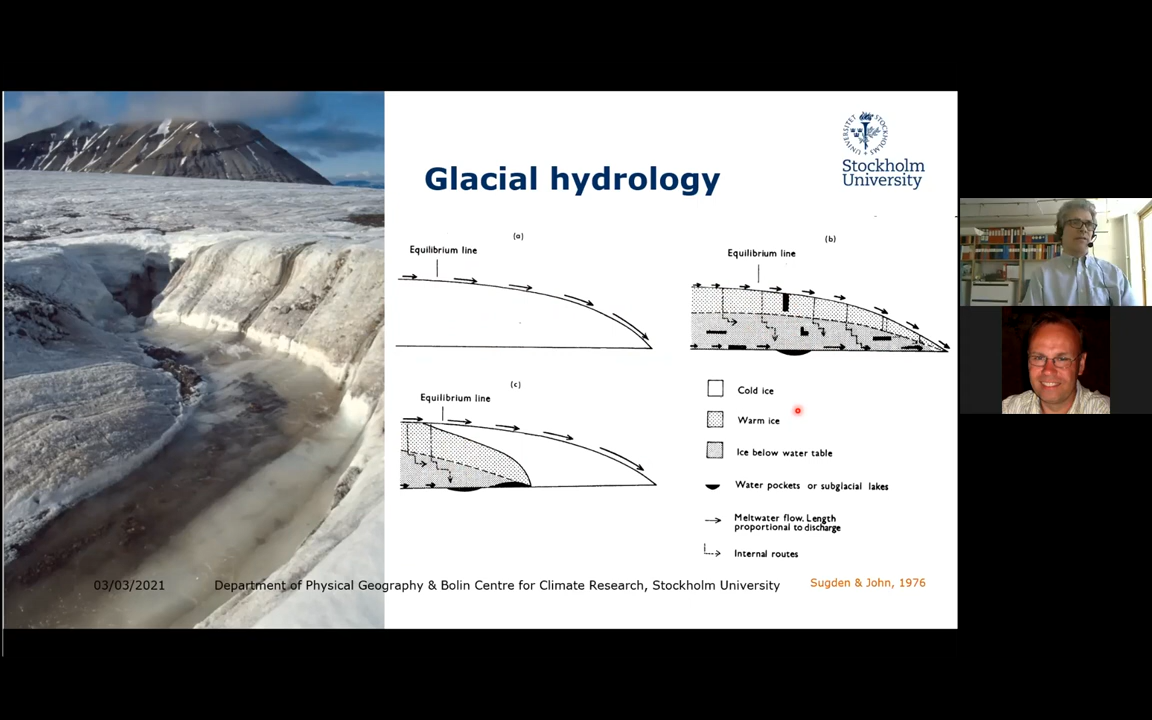 Glacial hydrology
STOCKHOLMS UNIVERSITET
Stockholm
University
(a)
Equilibrium line
(b)
Equilibrium line
(c)
Equilibrium line
Cold ice
Warm ice
Ice below water table
Water pockets or subglacial lakes
Meltwater flow. Length
proportional to discharge
Internal routes
03/03/2021
Department of Physical Geography & Bolin Centre for Climate Research, Stockholm University
Sugden & John, 1976